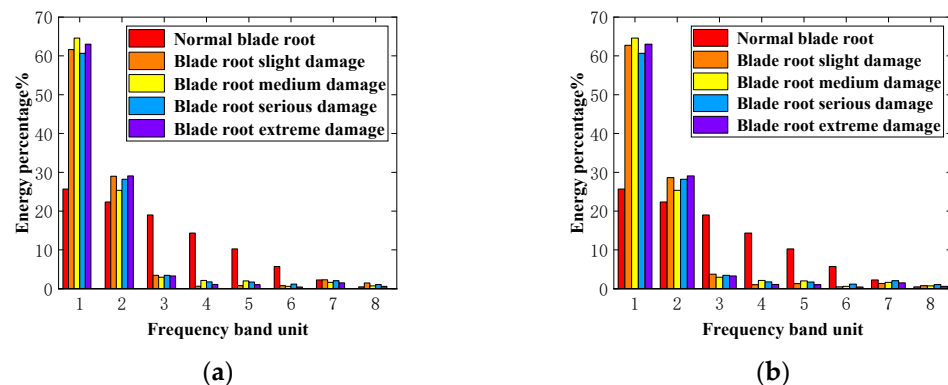 70
60
50
40
30
20
10
0
Energy percentage%
Normal blade root
Blade root slight damage
Blade root medium damage
Blade root serious damage
Blade root extreme damage
1 2 3 4 5 6 7 8
Frequency band unit
(a)
70
60
50
40
30
20
10
0
Energy percentage%
Normal blade root
Blade root slight damage
Blade root medium damage
Blade root serious damage
Blade root extreme damage
1 2 3 4 5 6 7 8
Frequency band unit
(b)